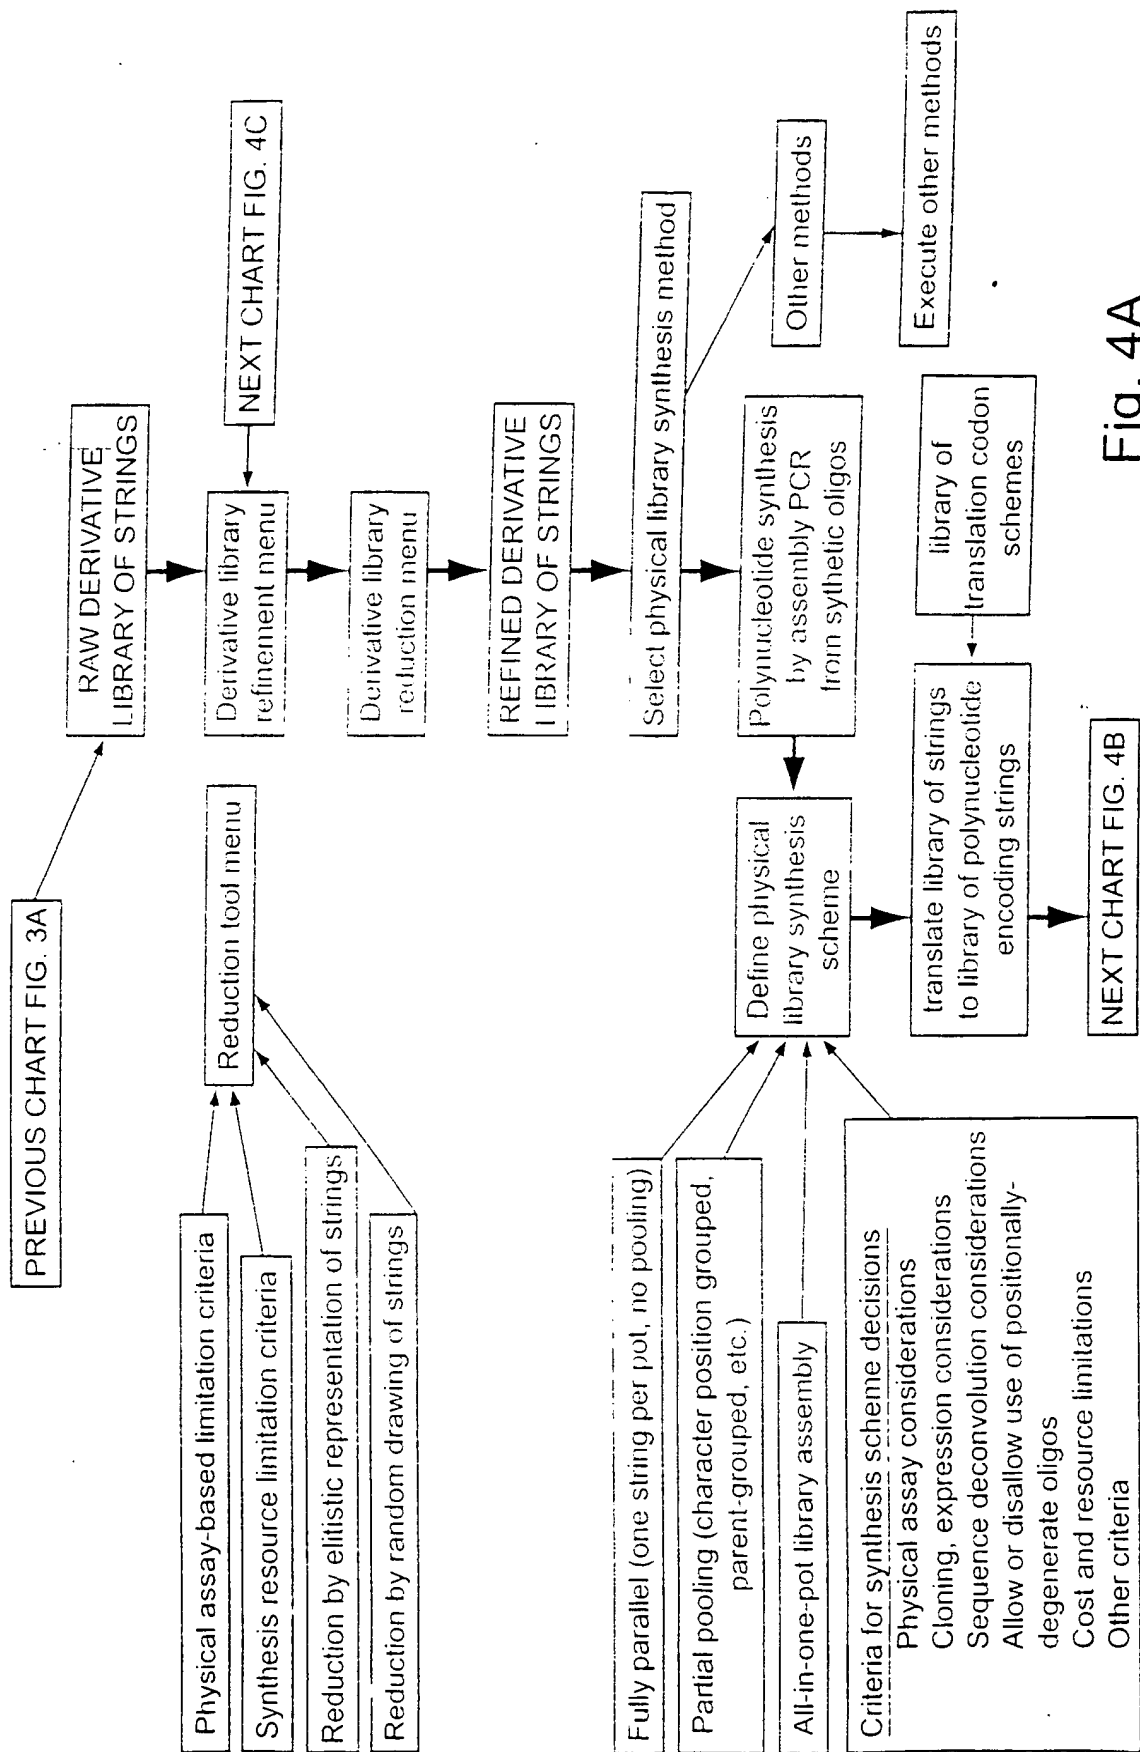 PREVIOUS CHART FIG. 3A
RAW DERIVATIVE
LIBRARY OF STRINGS
NEXT CHART FIG. 4C
Derivative library
refinement menu
Reduction tool menu
Physical assay-based limitation criteria
Synthesis resource limitation criteria
Reduction by elitistic representation of strings
Reduction by random drawing of strings
Derivative library
reduction menu
REFINED DERIVATIVE
LIBRARY OF STRINGS
Select physical library synthesis method
Other methods
Execute other methods
Polynucleotide synthesis
by assembly PCR
from sythetic oligos
Define physical
library synthesis
scheme
Fully parallel (one string per pot, no pooling)
Partial pooling (character position grouped,
parent-grouped, etc.)
All-in-one-pot library assembly
Criteria for synthesis scheme decisions
Physical assay considerations
Cloning, expression considerations
Sequence deconvolution considerations
Allow or disallow use of positionally-
degenerate oligos
Cost and resource limitations
Other criteria
translate library of strings
to library of polynucleotide
encoding strings
library of
translation codon
schemes
NEXT CHART FIG. 4B
Fig. 4A